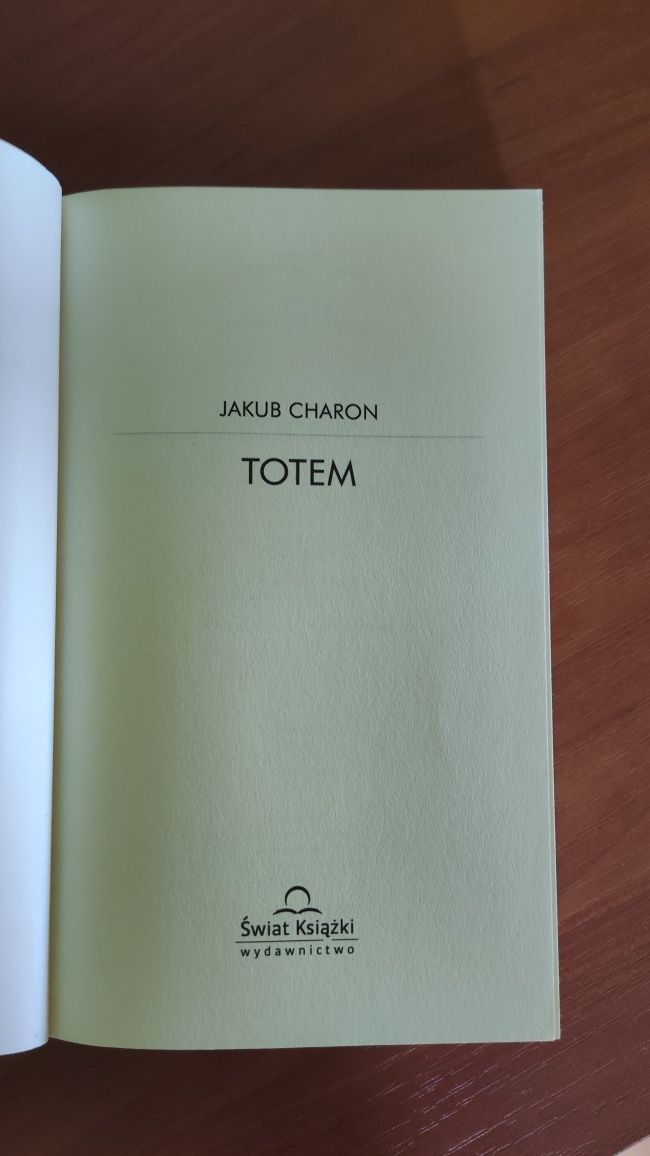 JAKUB CHARON
TOTEM
Świat Książki
wydawnictwo